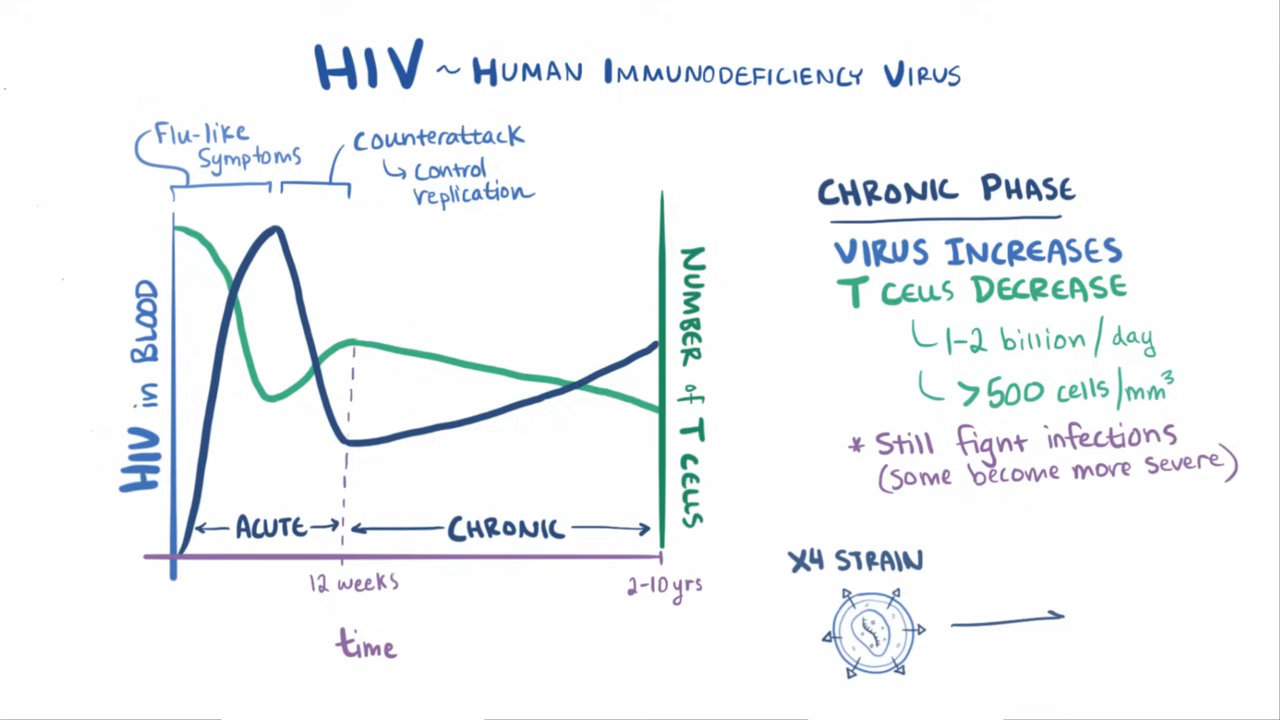 HIV ~ HUMAN IMMUNODEFICIENCY VIRUS
Flu-like
Symptoms
COUNTERATTACK
↳ CONTROL
replication
HIV in BLOOD
NUMBER of T CELLS
← ACUTE →
← CHRONIC →
12 weeks
2-10 yrs
time
CHRONIC PHASE
VIRUS INCREASES
T CELLS DECREASE
1-2 billion/day
>500 cells/mm³
* Still fight infections
(some become more severe)
X4 STRAIN